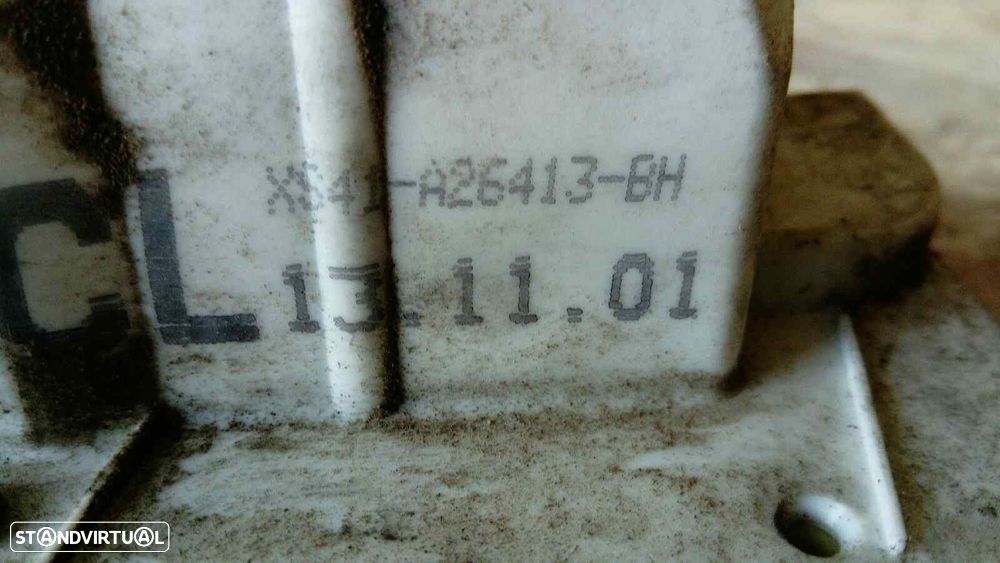 XS41-A26413-BH
CL 13.11.01
STANDVIRTUAL